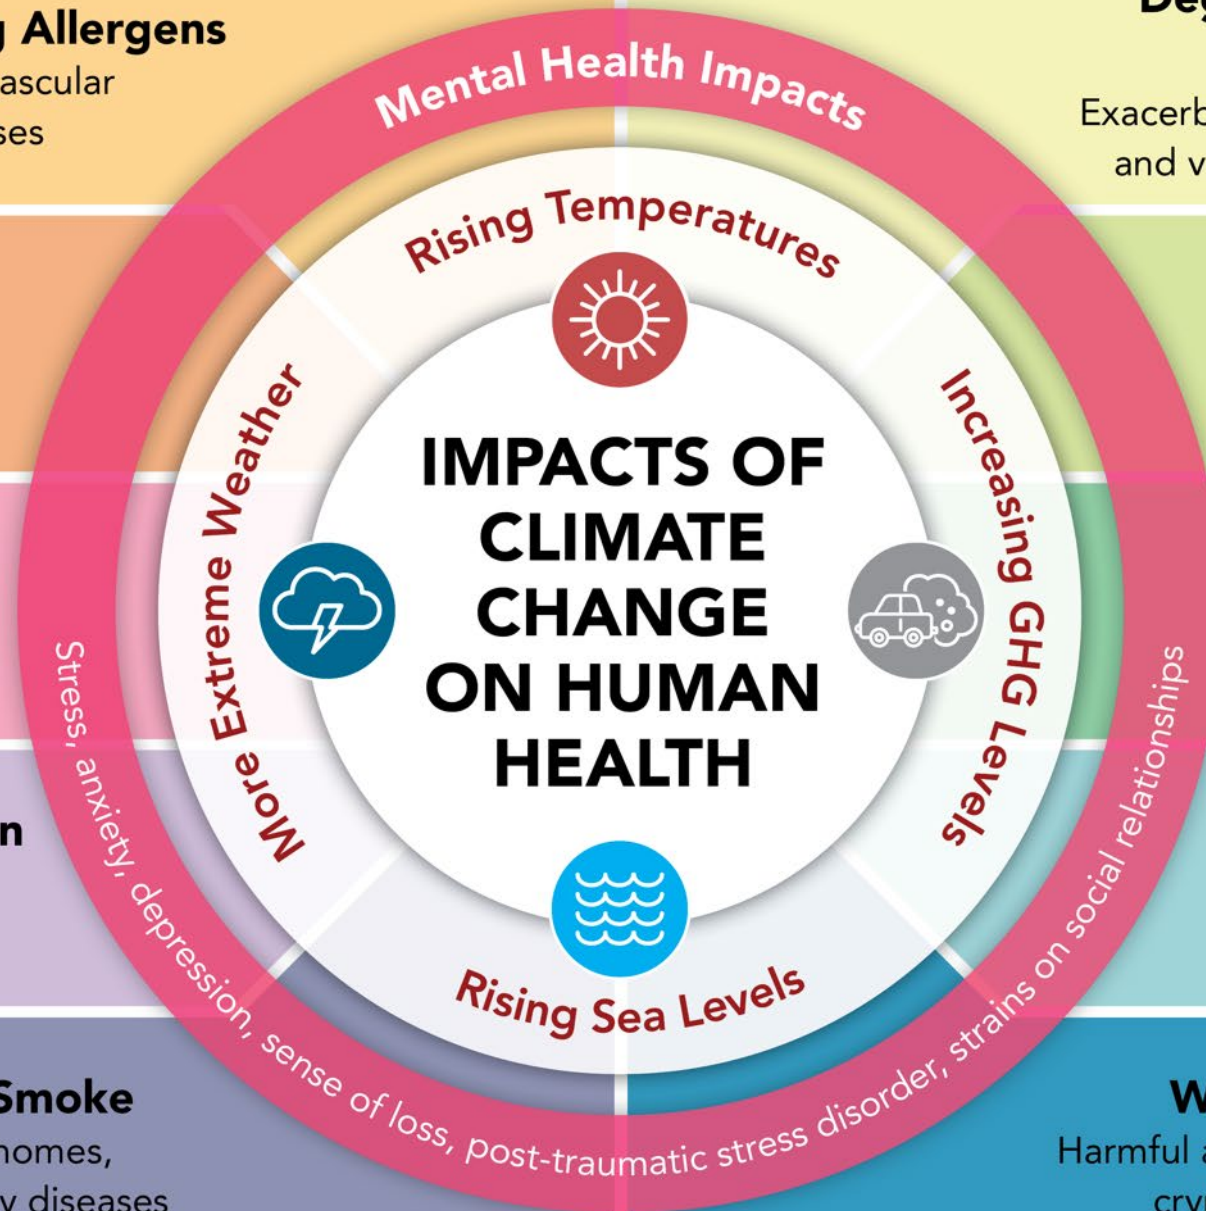 Allergens
ascular
ses
Exacerb
and v
Mental Health Impacts
Rising Temperatures
More Extreme Weather
Increasing GHG Levels
IMPACTS OF
CLIMATE
CHANGE
ON HUMAN
HEALTH
Rising Sea Levels
Stress, anxiety, depression, sense of loss, post-traumatic stress disorder, strains on social relationships
n
Smoke
homes,
y diseases
W
Harmful a
cry